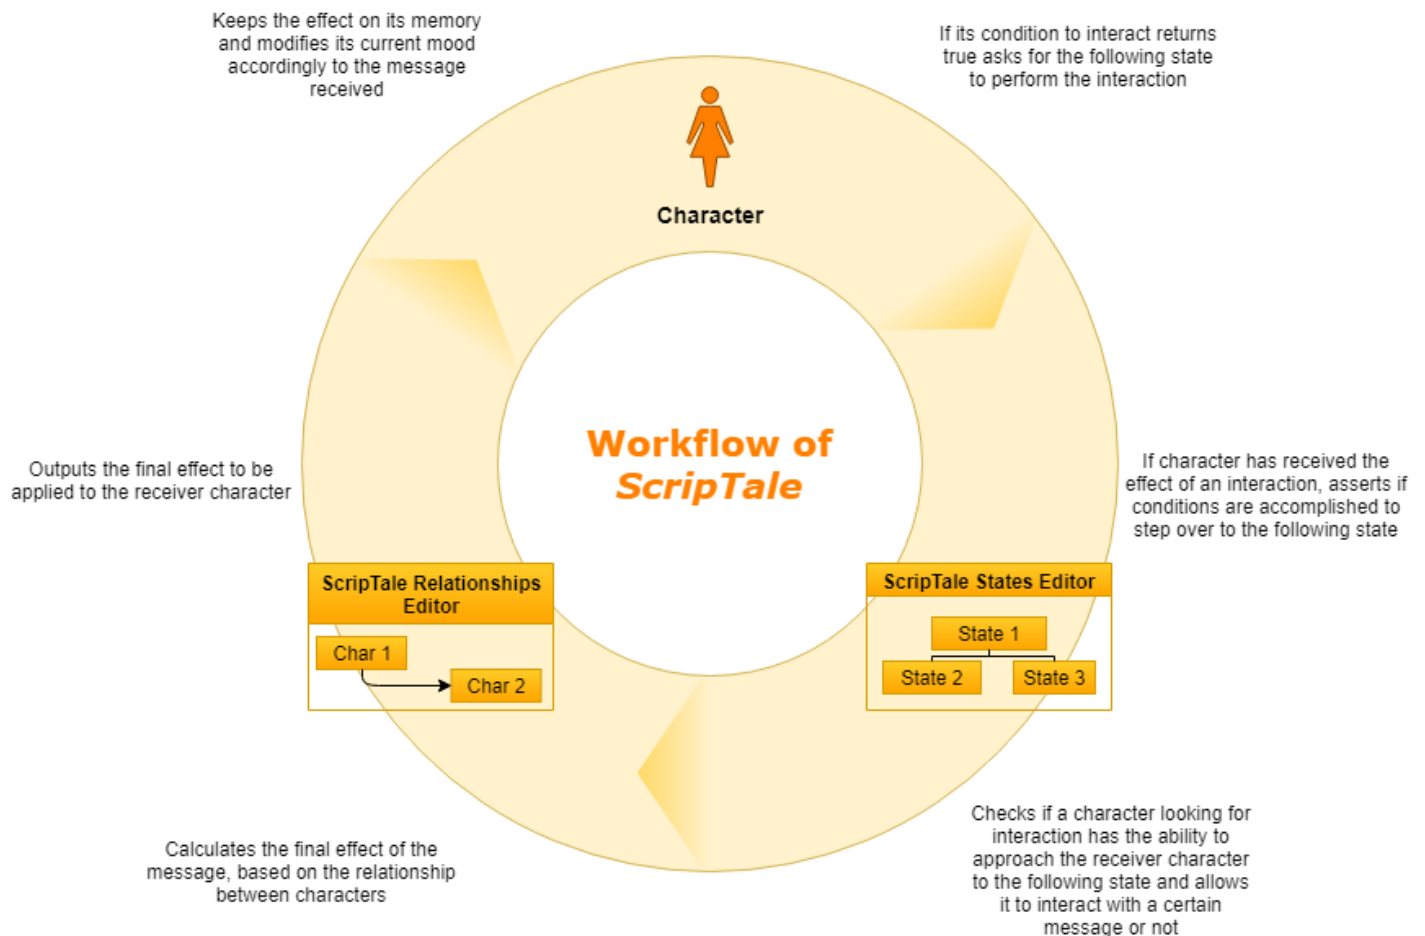 Keeps the effect on its memory
and modifies its current mood
accordingly to the message
received
If its condition to interact returns
true asks for the following state
to perform the interaction
Character
Workflow of
ScripTale
Outputs the final effect to be
applied to the receiver character
If character has received the
effect of an interaction, asserts if
conditions are accomplished to
step over to the following state
ScripTale Relationships
Editor
Char 1
Char 2
ScripTale States Editor
State 1
State 2
State 3
Calculates the final effect of the
message, based on the relationship
between characters
Checks if a character looking for
interaction has the ability to
approach the receiver character
to the following state and allows
it to interact with a certain
message or not